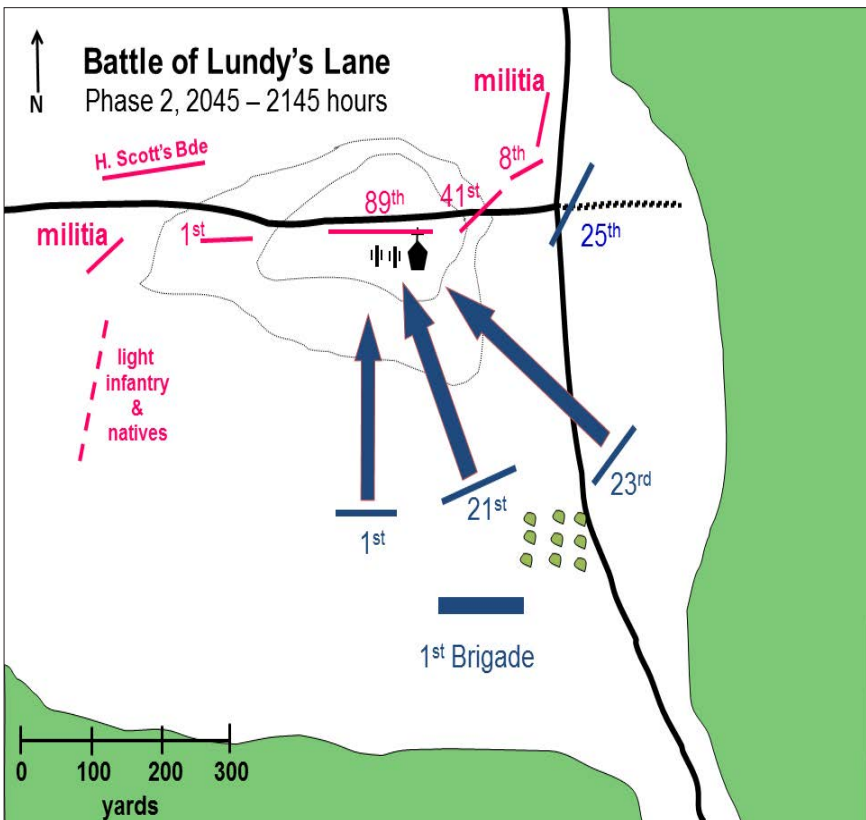 Battle of Lundy's Lane
Phase 2, 2045 – 2145 hours
N
militia
H. Scott's Bde
8th
89th
41st
militia
1st
25th
light
infantry
&
natives
23rd
21st
1st
1st Brigade
0 100 200 300
yards